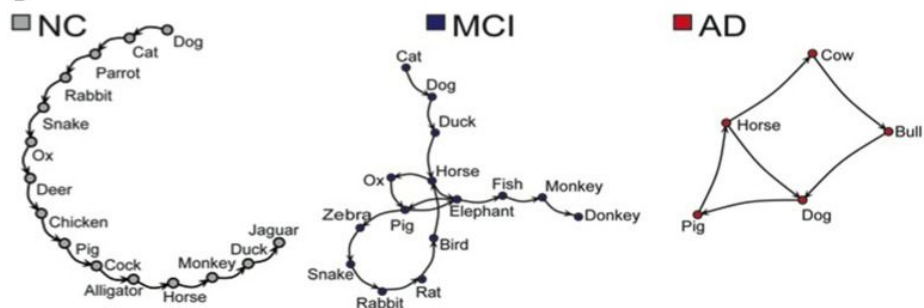 NC
Dog
Cat
Parrot
Rabbit
Snake
Ox
Deer
Chicken
Pig
Cock
Alligator
Horse
Monkey
Duck
Jaguar
MCI
Cat
Dog
Duck
Horse
Ox
Elephant
Fish
Monkey
Donkey
Pig
Zebra
Snake
Rabbit
Rat
Bird
AD
Cow
Horse
Bull
Pig
Dog